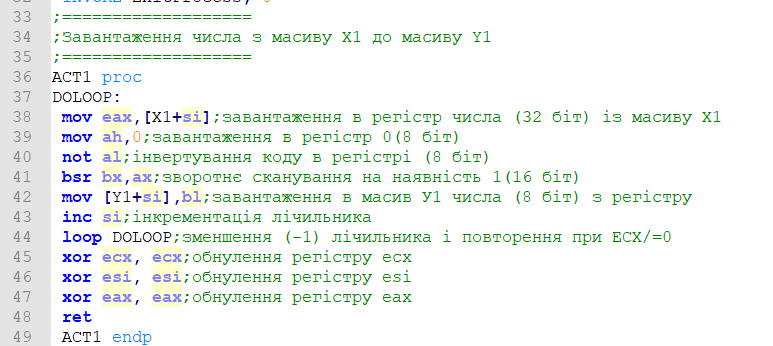 33 ;===================
34 ;Завантаження числа з масиву X1 до масиву Y1
35 ;===================
36 ACT1 proc
37 DOLOOP:
38 mov eax,[X1+si];завантаження в регістр числа (32 біт) із масиву X1
39 mov ah,0;завантаження в регістр 0(8 біт)
40 not al;інвертування коду в регістрі (8 біт)
41 bsr bx,ax;зворотнє сканування на наявність 1(16 біт)
42 mov [Y1+si],bl;завантаження в масив У1 числа (8 біт) з регістру
43 inc si;інкрементація лічильника
44 loop DOLOOP;зменшення (-1) лічильника і повторення при ECX/=0
45 xor ecx, ecx;обнулення регістру ecx
46 xor esi, esi;обнулення регістру esi
47 xor eax, eax;обнулення регістру eax
48 ret
49 ACT1 endp